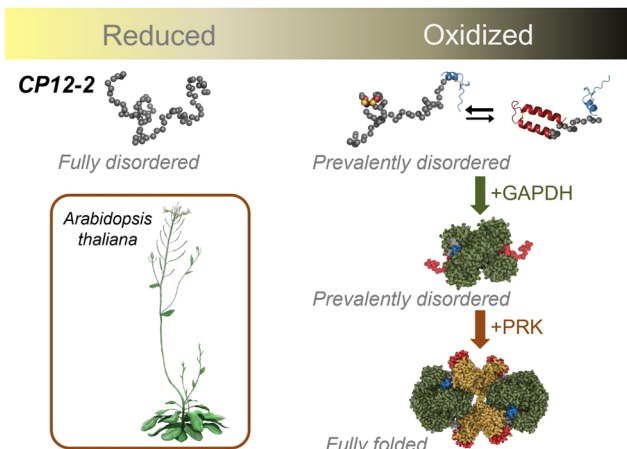 Reduced
Oxidized
CP12-2
Fully disordered
Prevalently disordered
+GAPDH
Arabidopsis
thaliana
Prevalently disordered
+PRK
Fully folded